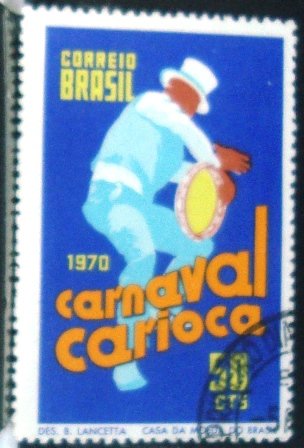 CORREIO
BRASIL
1970
carnaval
carioca
CTS
DES. B. LANCETTA CASA DA MOEDA DO BRASIL